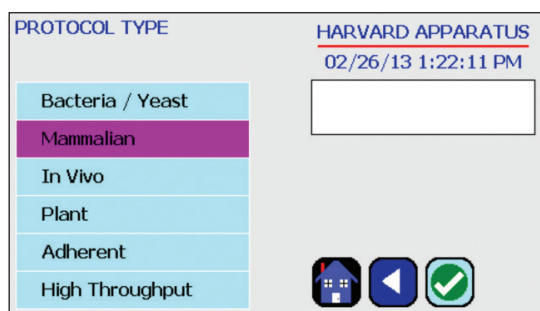 PROTOCOL TYPE
HARVARD APPARATUS
02/26/13 1:22:11 PM
Bacteria / Yeast
Mammalian
In Vivo
Plant
Adherent
High Throughput